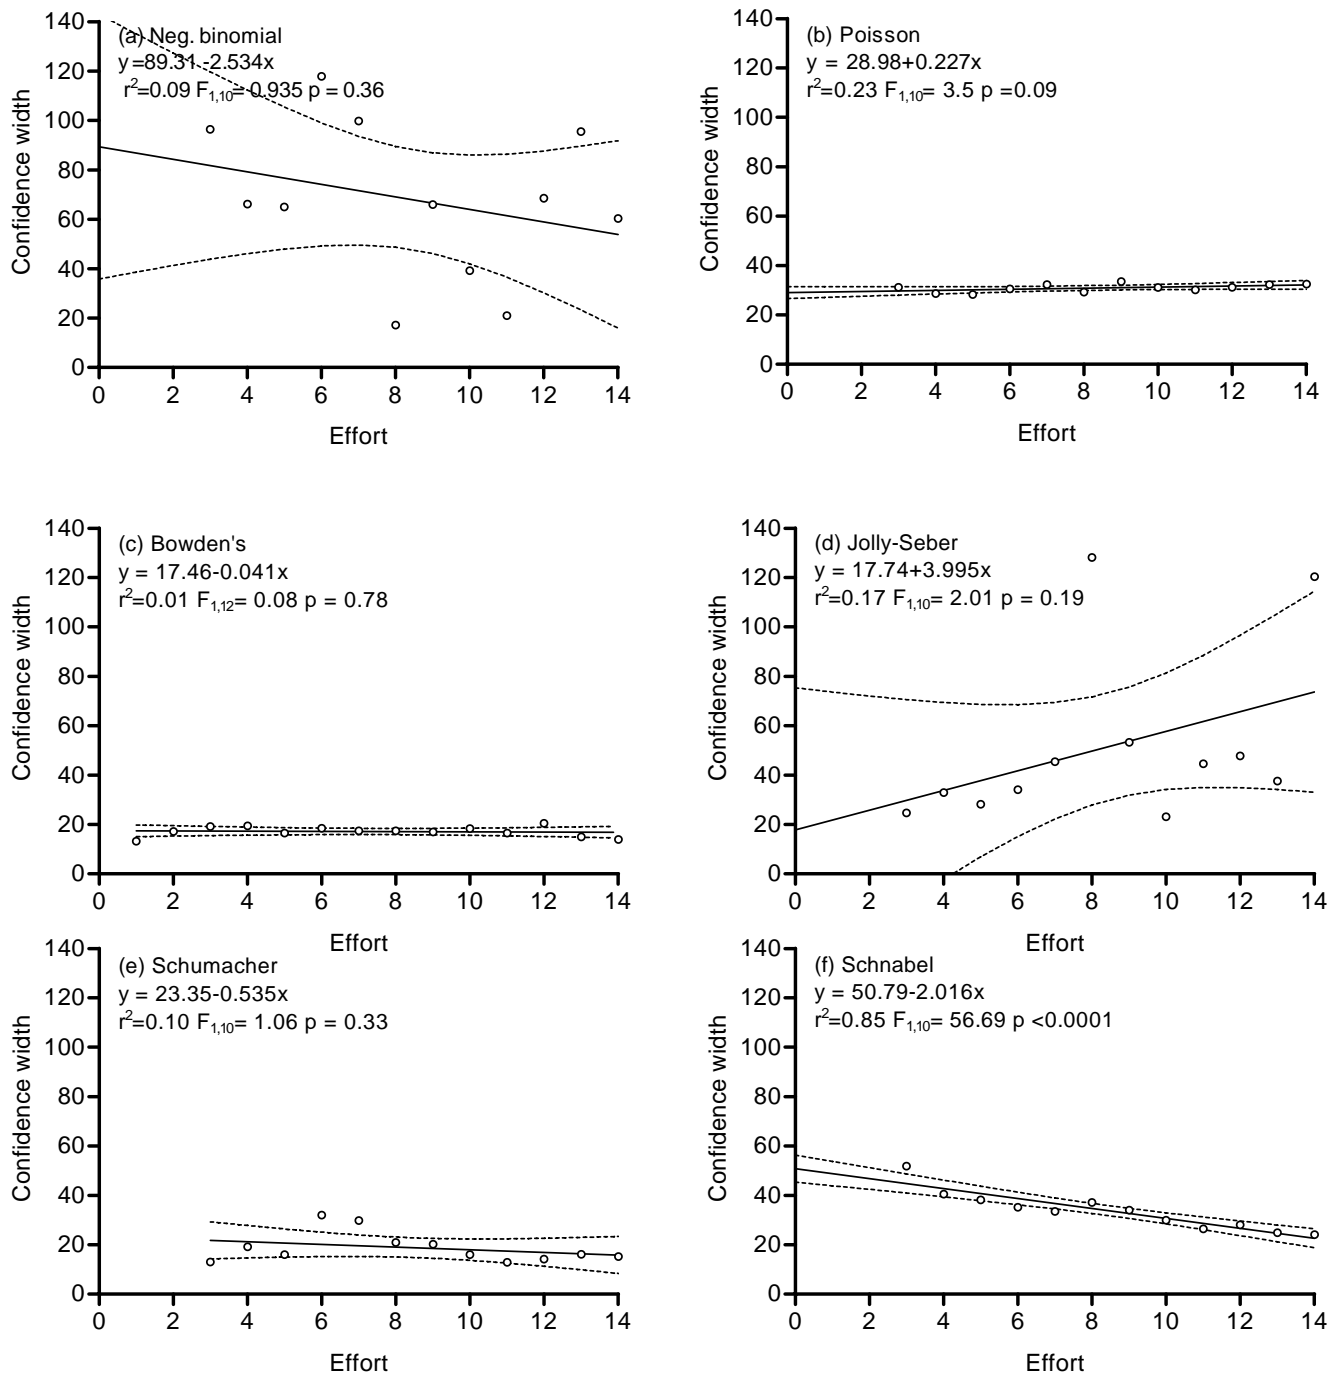 (a) Neg. binomial
y =89.31 -2.534x
r²=0.09 F₁,₁₀= 0.935 p = 0.36
140
120
100
80
60
40
20
0
Confidence width
0 2 4 6 8 10 12 14
Effort
(b) Poisson
y = 28.98+0.227x
r²=0.23 F₁,₁₀= 3.5 p =0.09
140
120
100
80
60
40
20
0
Confidence width
0 2 4 6 8 10 12 14
Effort
(c) Bowden's
y = 17.46-0.041x
r²=0.01 F₁,₁₂= 0.08 p = 0.78
140
120
100
80
60
40
20
0
Confidence width
0 2 4 6 8 10 12 14
Effort
(d) Jolly-Seber
y = 17.74+3.995x
r²=0.17 F₁,₁₀= 2.01 p = 0.19
140
120
100
80
60
40
20
0
Confidence width
0 2 4 6 8 10 12 14
Effort
(e) Schumacher
y = 23.35-0.535x
r²=0.10 F₁,₁₀= 1.06 p = 0.33
140
120
100
80
60
40
20
0
Confidence width
0 2 4 6 8 10 12 14
Effort
(f) Schnabel
y = 50.79-2.016x
r²=0.85 F₁,₁₀= 56.69 p <0.0001
140
120
100
80
60
40
20
0
Confidence width
0 2 4 6 8 10 12 14
Effort